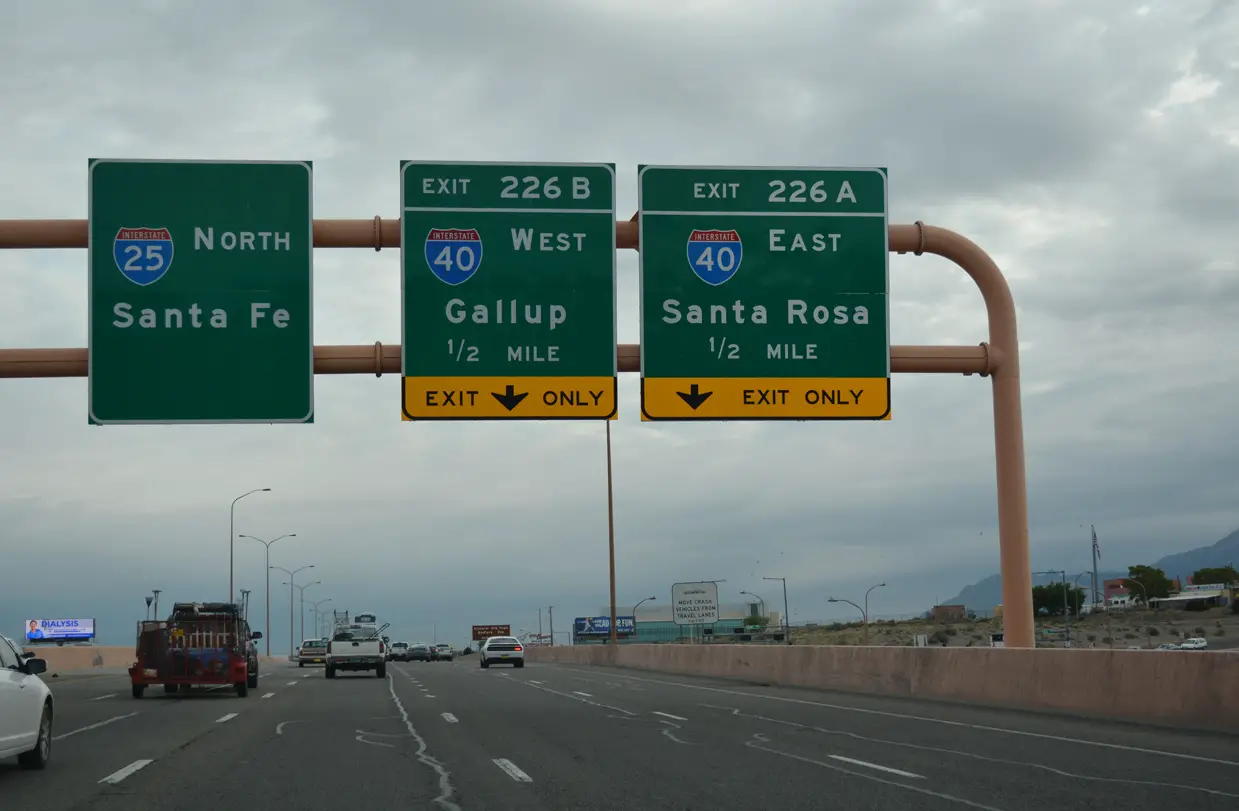 INTERSTATE
25
NORTH
Santa Fe
EXIT 226 B
INTERSTATE
40
WEST
Gallup
1/2 MILE
EXIT ONLY
EXIT 226 A
INTERSTATE
40
EAST
Santa Rosa
1/2 MILE
EXIT ONLY
DIALYSIS
MOVE CRASH
VEHICLES FROM
TRAVEL LANES